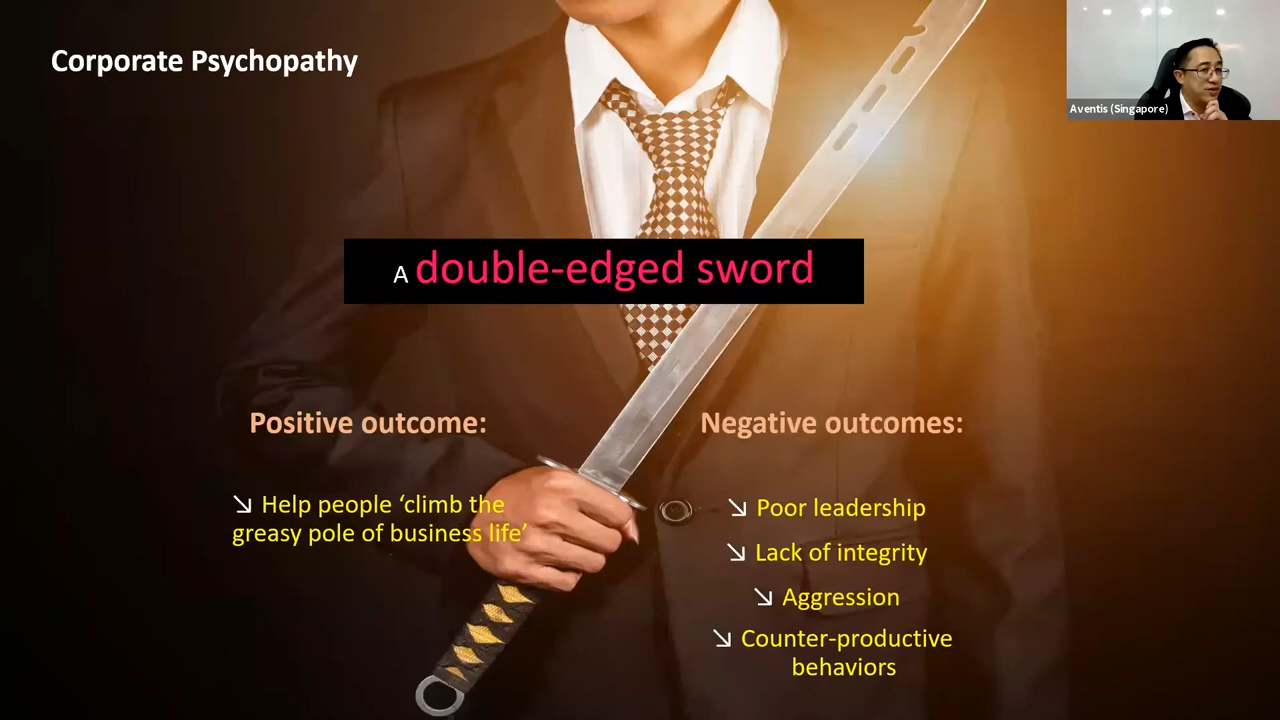 Corporate Psychopathy
Aventis (Singapore)
A double-edged sword
Positive outcome:
↘ Help people ‘climb the
greasy pole of business life’
Negative outcomes:
↘ Poor leadership
↘ Lack of integrity
↘ Aggression
↘ Counter-productive
behaviors